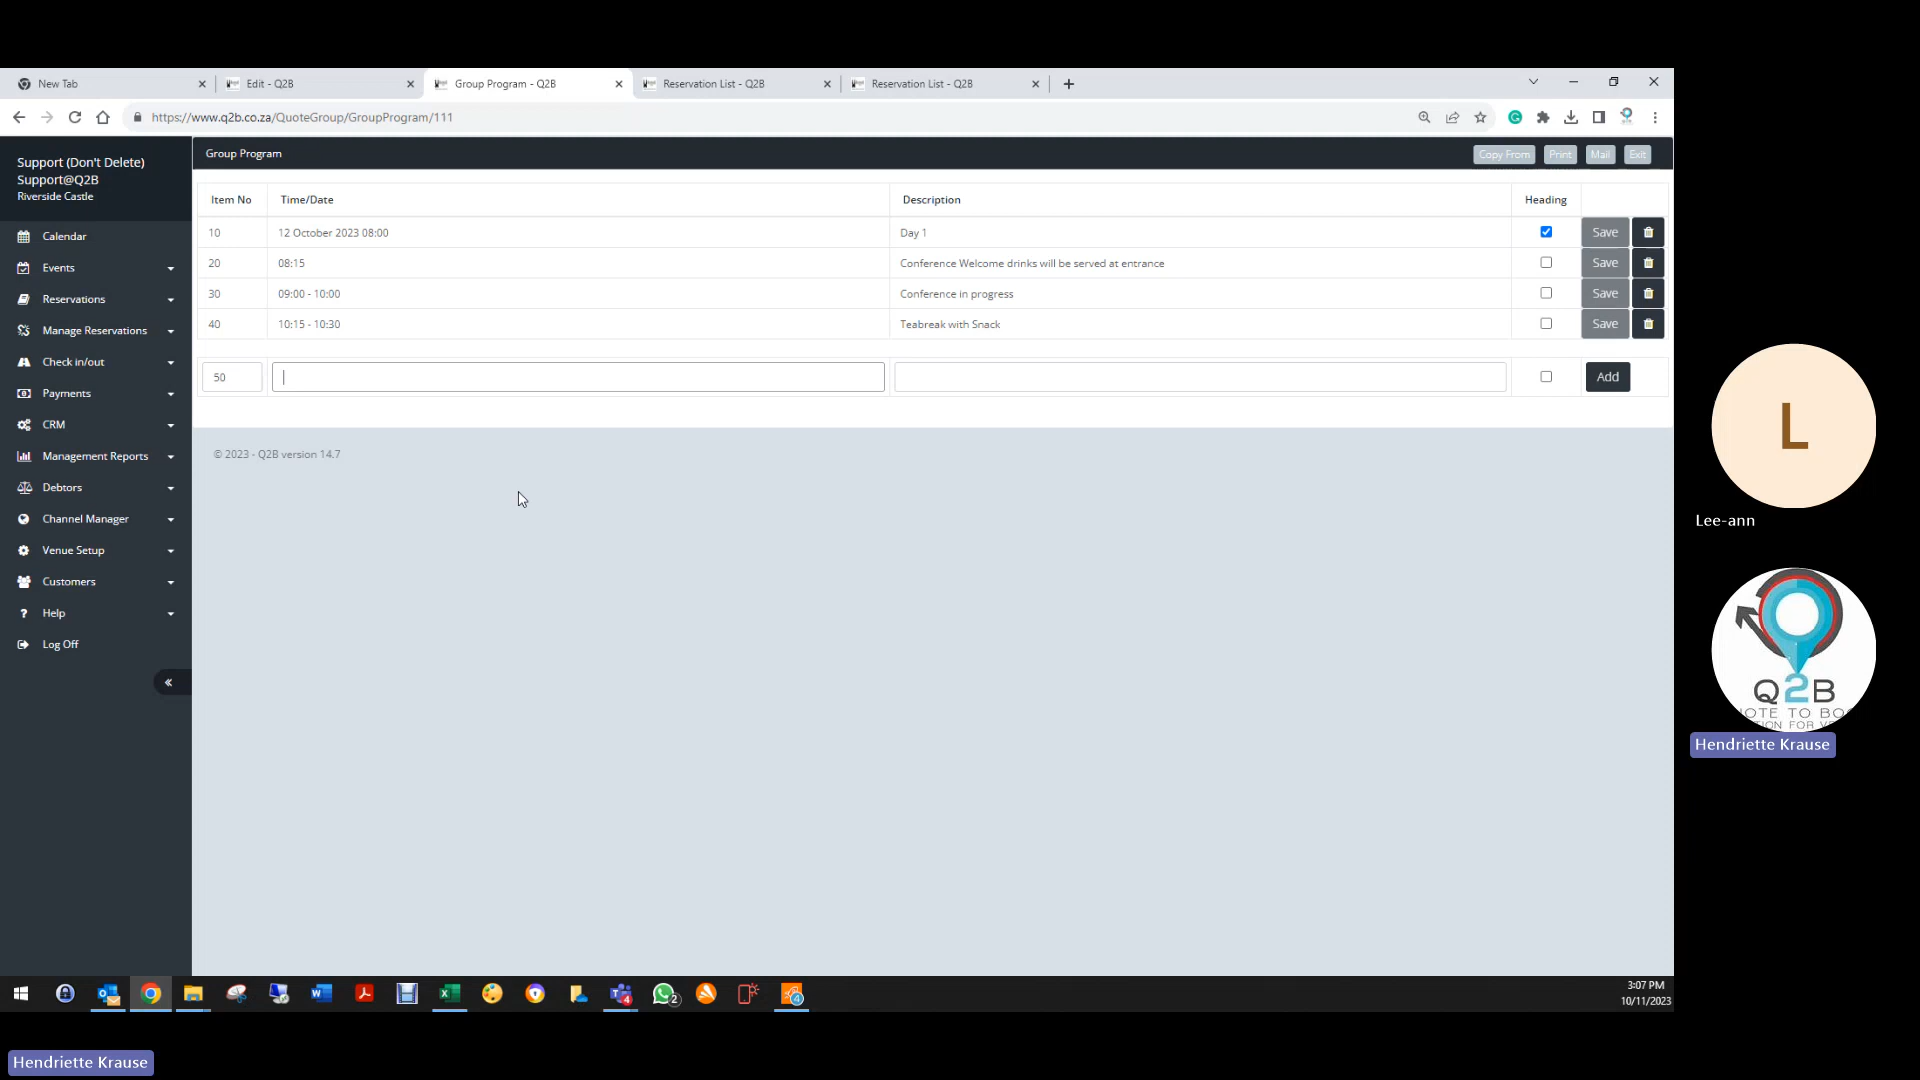 New Tab
Edit - Q2B
Group Program - Q2B
Reservation List - Q2B
Reservation List - Q2B
https://www.q2b.co.za/QuoteGroup/GroupProgram/111
Support (Don't Delete)
Support@Q2B
Riverside Castle
Group Program
Copy From
Print
Mail
Exit
Item No
Time/Date
Description
Heading
10
12 October 2023 08:00
Day 1
Save
20
08:15
Conference Welcome drinks will be served at entrance
Save
30
09:00 - 10:00
Conference in progress
Save
40
10:15 - 10:30
Teabreak with Snack
Save
50
Add
© 2023 - Q2B version 14.7
Calendar
Events
Reservations
Manage Reservations
Check in/out
Payments
CRM
Management Reports
Debtors
Channel Manager
Venue Setup
Customers
Help
Log Off
L
Lee-ann
Q2B
Hendriette Krause
3:07 PM
10/11/2023
Hendriette Krause